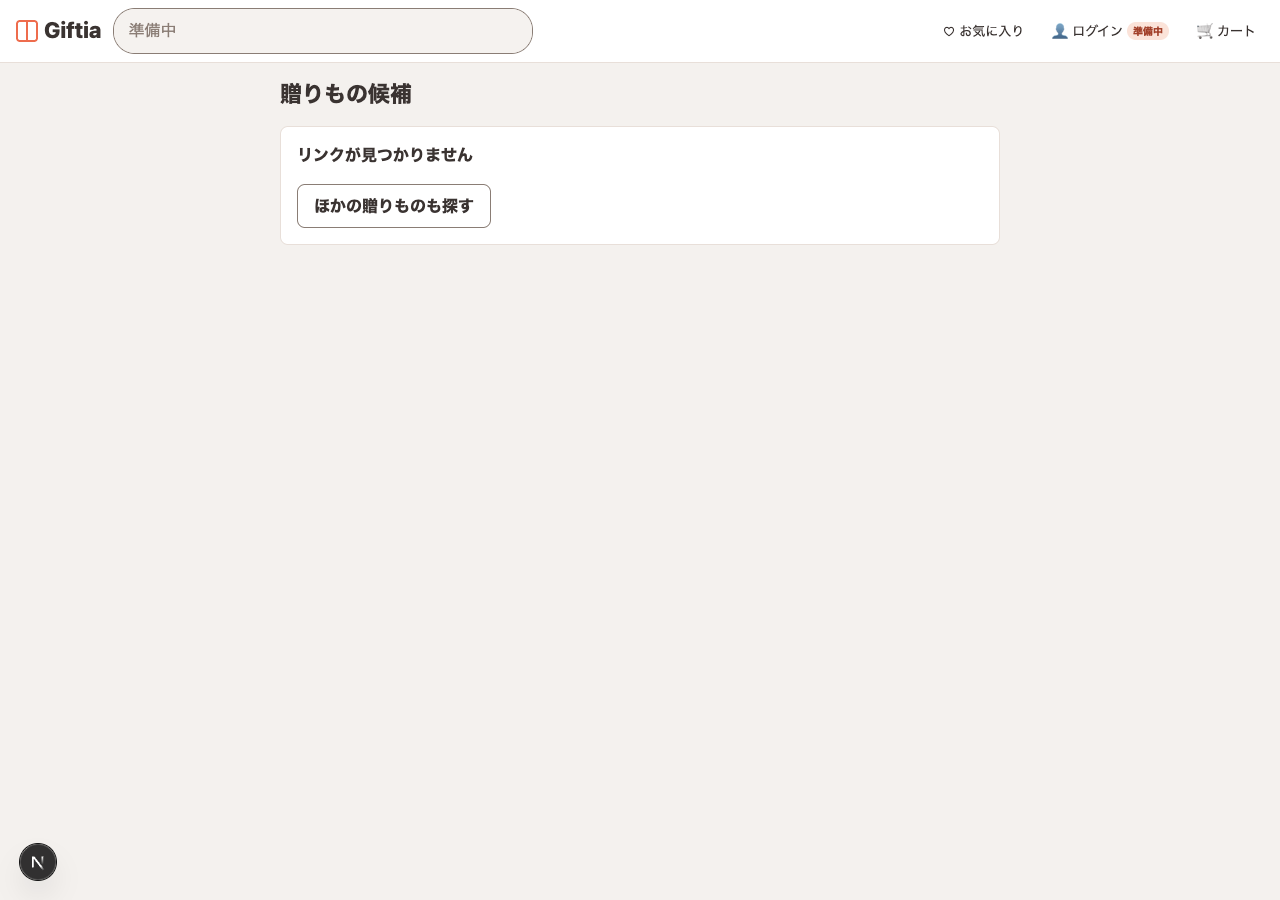 Giftia
準備中
お気に入り
ログイン 準備中
カート
贈りもの候補
リンクが見つかりません
ほかの贈りものも探す
N